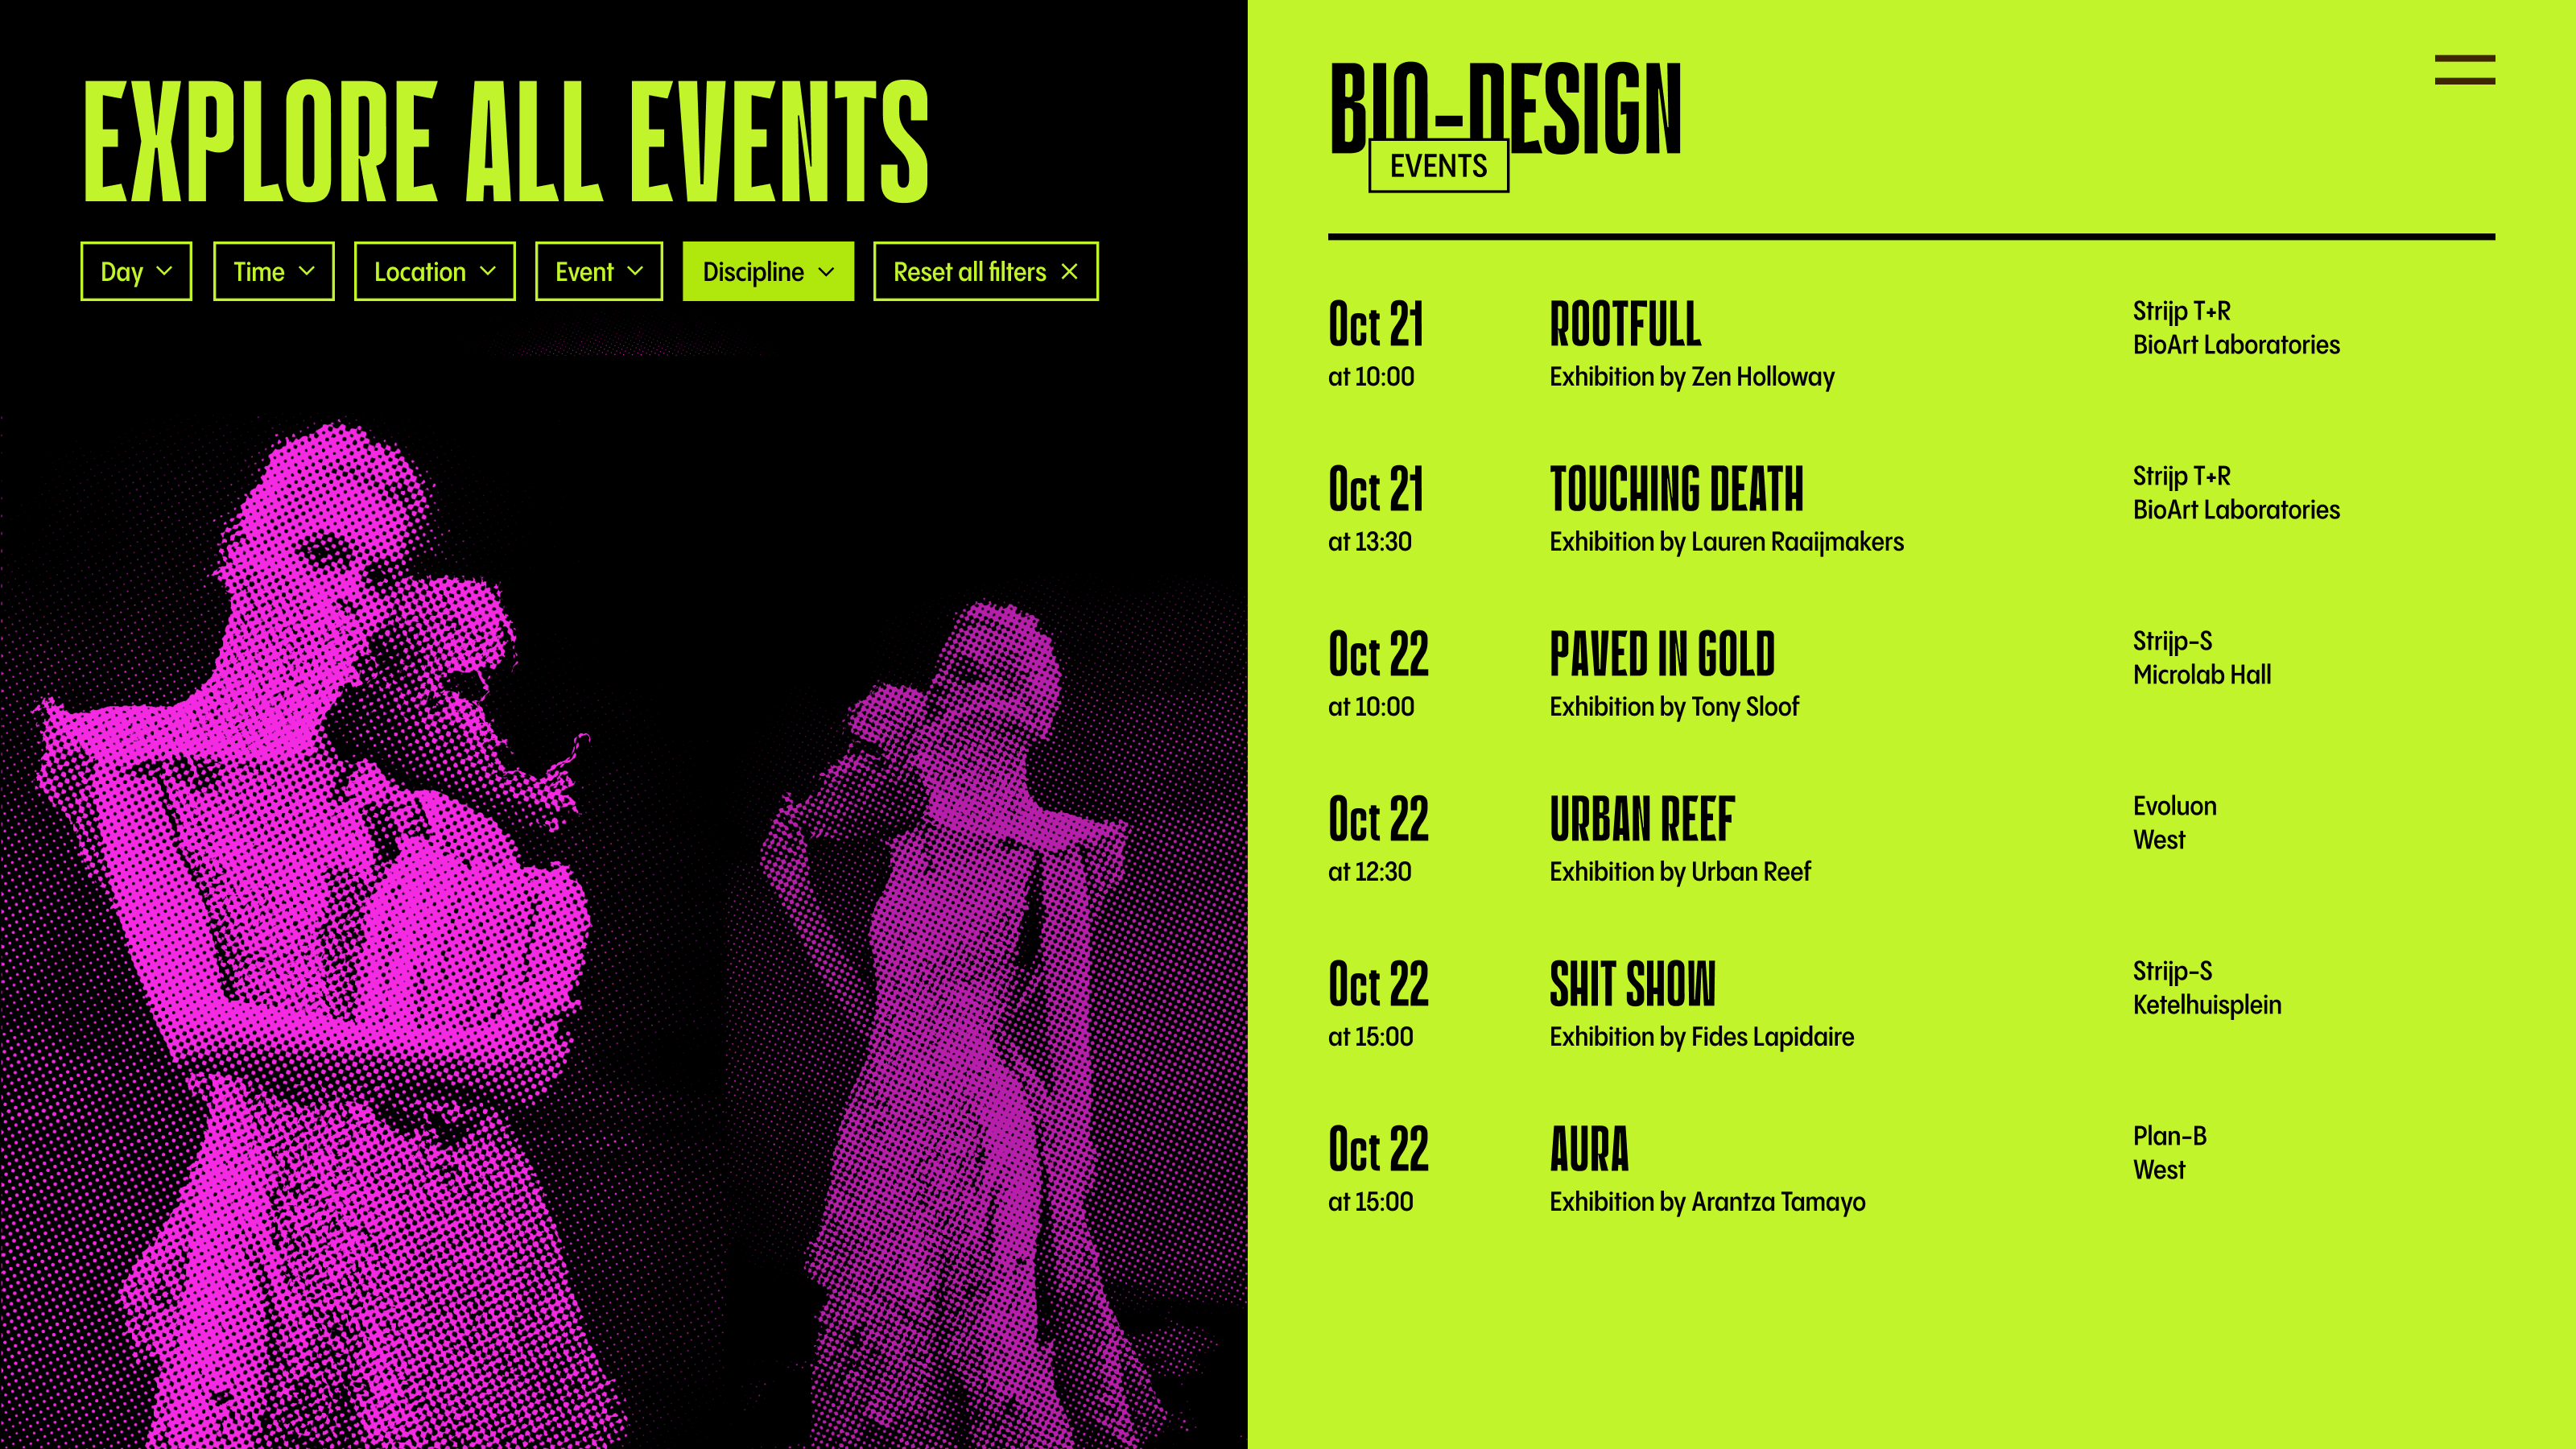 EXPLORE ALL EVENTS
Day
Time
Location
Event
Discipline
Reset all filters
BIO-DESIGN
EVENTS
Oct 21
at 10:00
ROOTFULL
Exhibition by Zen Holloway
Strijp T+R
BioArt Laboratories
Oct 21
at 13:30
TOUCHING DEATH
Exhibition by Lauren Raaijmakers
Strijp T+R
BioArt Laboratories
Oct 22
at 10:00
PAVED IN GOLD
Exhibition by Tony Sloof
Strijp-S
Microlab Hall
Oct 22
at 12:30
URBAN REEF
Exhibition by Urban Reef
Evoluon
West
Oct 22
at 15:00
SHIT SHOW
Exhibition by Fides Lapidaire
Strijp-S
Ketelhuisplein
Oct 22
at 15:00
AURA
Exhibition by Arantza Tamayo
Plan-B
West